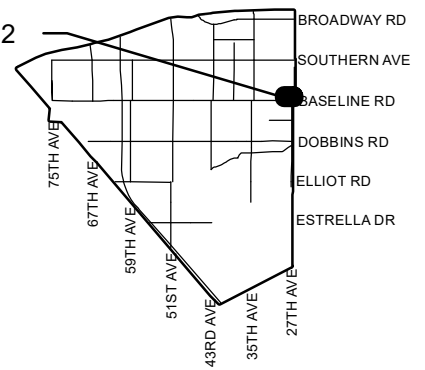 2
BROADWAY RD
SOUTHERN AVE
BASELINE RD
DOBBINS RD
ELLIOT RD
ESTRELLA DR
75TH AVE
67TH AVE
59TH AVE
51ST AVE
43RD AVE
35TH AVE
27TH AVE